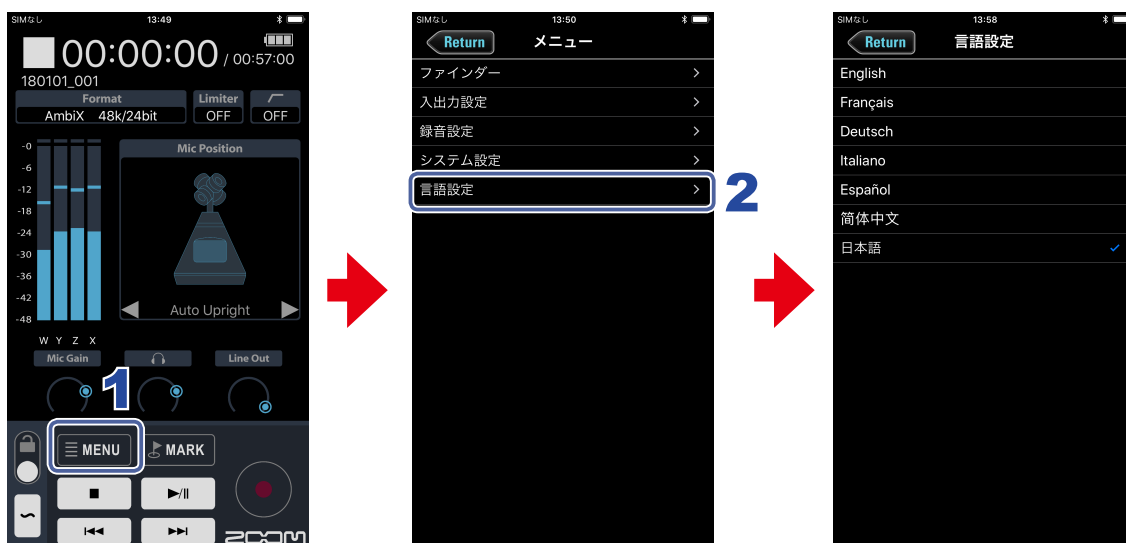 SIMなし 13:49
00:00:00 / 00:57:00
180101_001
Format Limiter
AmbiX 48k/24bit OFF OFF
-0
-6
-12
-18
-24
-30
-36
-42
-48
W Y Z X
Mic Position
Auto Upright
Mic Gain Line Out
1
MENU MARK
ZOOM
SIMなし 13:50
Return メニュー
ファインダー
入出力設定
録音設定
システム設定
言語設定
2
SIMなし 13:58
Return 言語設定
English
Français
Deutsch
Italiano
Español
简体中文
日本語